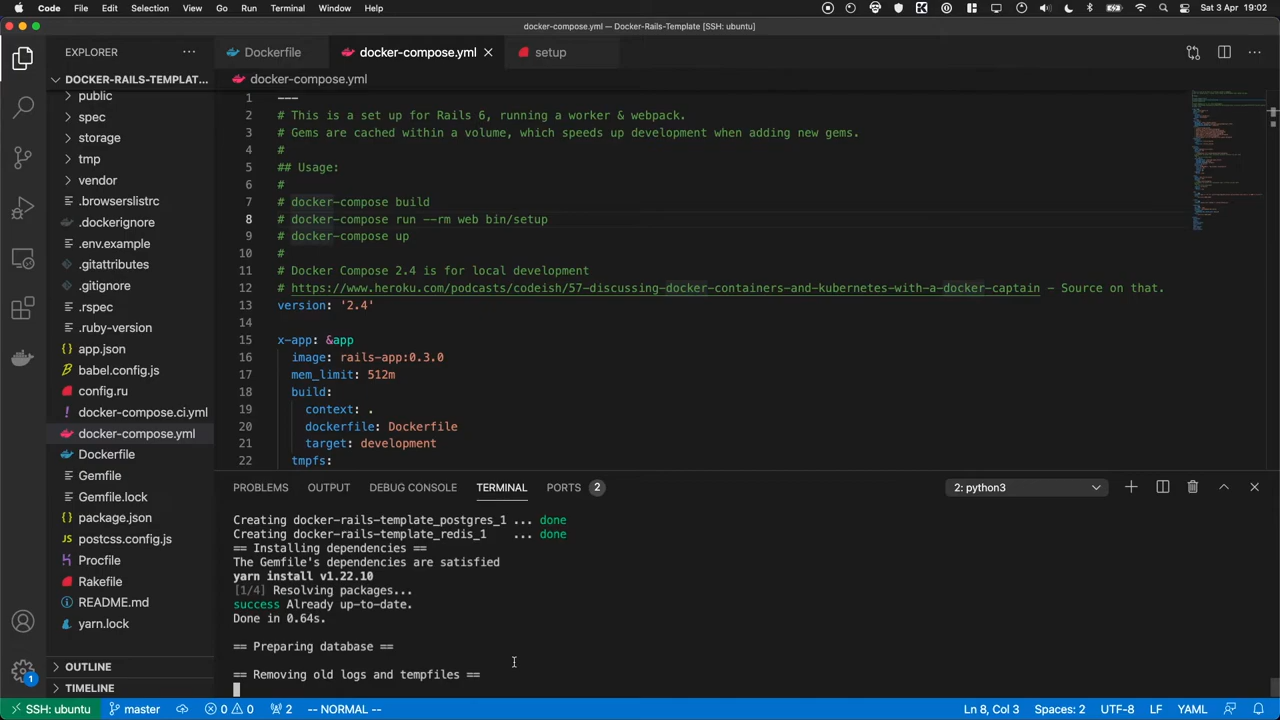 Code File Edit Selection View Go Run Terminal Window Help Sat 3 Apr 19:02
docker-compose.yml — Docker-Rails-Template [SSH: ubuntu]
EXPLORER
Dockerfile docker-compose.yml setup
DOCKER-RAILS-TEMPLAT...
docker-compose.yml
public
spec
storage
tmp
vendor
.browserslistrc
.dockerignore
.env.example
.gitattributes
.gitignore
.rspec
.ruby-version
app.json
babel.config.js
config.ru
docker-compose.ci.yml
docker-compose.yml
Dockerfile
Gemfile
Gemfile.lock
package.json
postcss.config.js
Procfile
Rakefile
README.md
yarn.lock
OUTLINE
TIMELINE
1 ---
2 # This is a set up for Rails 6, running a worker & webpack.
3 # Gems are cached within a volume, which speeds up development when adding new gems.
4 #
5 ## Usage:
6 #
7 # docker-compose build
8 # docker-compose run --rm web bin/setup
9 # docker-compose up
10 #
11 # Docker Compose 2.4 is for local development
12 # https://www.heroku.com/podcasts/codeish/57-discussing-docker-containers-and-kubernetes-with-a-docker-captain - Source on that.
13 version: '2.4'
14
15 x-app: &app
16 image: rails-app:0.3.0
17 mem_limit: 512m
18 build:
19 context: .
20 dockerfile: Dockerfile
21 target: development
22 tmpfs:
PROBLEMS OUTPUT DEBUG CONSOLE TERMINAL PORTS 2 2: python3
Creating docker-rails-template_postgres_1 ... done
Creating docker-rails-template_redis_1 ... done
== Installing dependencies ==
The Gemfile's dependencies are satisfied
yarn install v1.22.10
[1/4] Resolving packages...
success Already up-to-date.
Done in 0.64s.
== Preparing database ==
== Removing old logs and tempfiles ==
1
SSH: ubuntu master 0 0 2 -- NORMAL -- Ln 8, Col 3 Spaces: 2 UTF-8 LF YAML